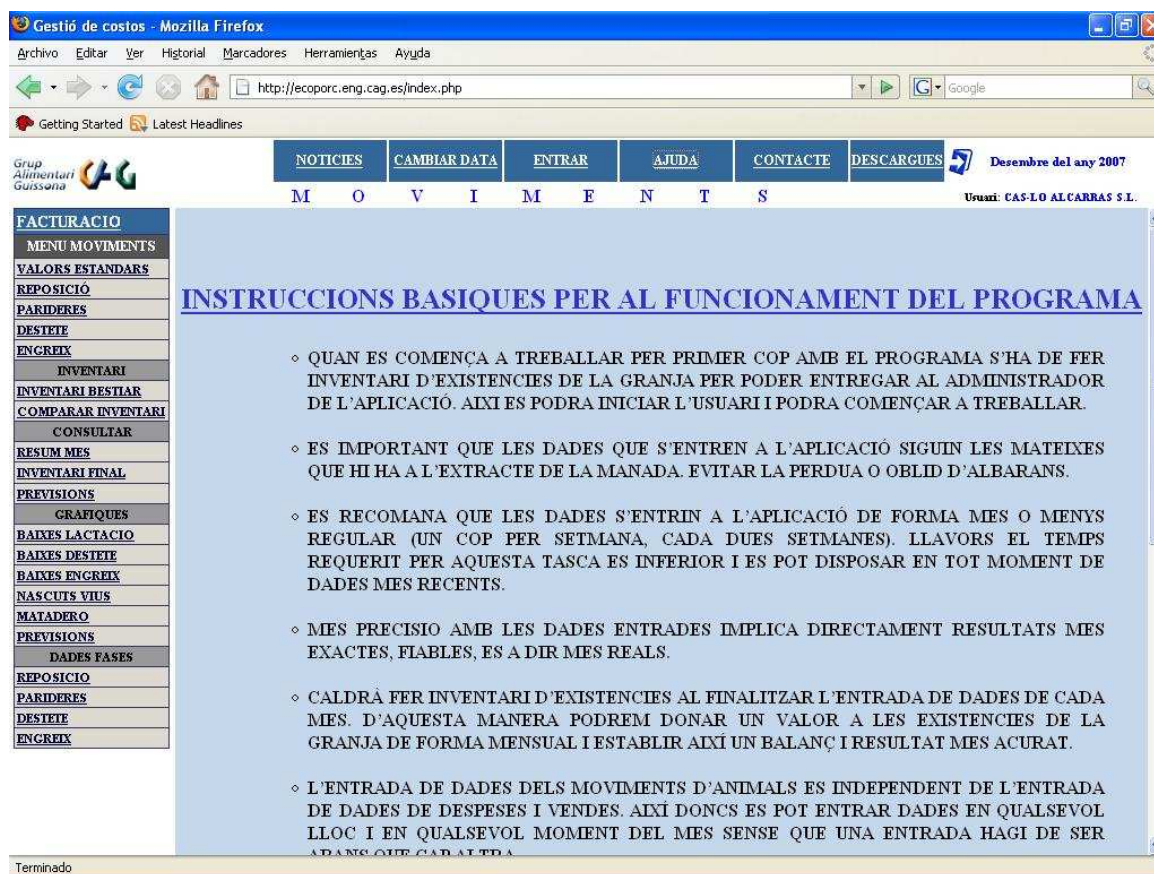 Gestió de costos - Mozilla Firefox
Archivo Editar Ver Historial Marcadores Herramientas Ayuda
http://ecoporc.eng.cag.es/index.php
G Google
Getting Started Latest Headlines
Grup
Alimentari
Guissona
CAG
NOTICIES CAMBIAR DATA ENTRAR AJUDA CONTACTE DESCARGUES Desembre del any 2007
M O V I M E N T S
Usuari: CAS-LO ALCARRAS S.L.
FACTURACIO
MENU MOVIMENTS
VALORS ESTANDARS
REPOSICIÓ
PARIDERES
DESTETE
ENGREIX
INVENTARI
INVENTARI BESTIAR
COMPARAR INVENTARI
CONSULTAR
RESUM MES
INVENTARI FINAL
PREVISIONS
GRAFIQUES
BAIXES LACTACIO
BAIXES DESTETE
BAIXES ENGREIX
NASCUTS VIUS
MATADERO
PREVISIONS
DADES FASES
REPOSICIO
PARIDERES
DESTETE
ENGREIX
INSTRUCCIONS BASIQUES PER AL FUNCIONAMENT DEL PROGRAMA
QUAN ES COMENÇA A TREBALLAR PER PRIMER COP AMB EL PROGRAMA S'HA DE FER
INVENTARI D'EXISTENCIES DE LA GRANJA PER PODER ENTREGAR AL ADMINISTRADOR
DE L'APLICACIÓ. AIXI ES PODRA INICIAR L'USUARI I PODRA COMENÇAR A TREBALLAR.
ES IMPORTANT QUE LES DADES QUE S'ENTREN A L'APLICACIÓ SIGUIN LES MATEIXES
QUE HI HA A L'EXTRACTE DE LA MANADA. EVITAR LA PERDUA O OBLID D'ALBARANS.
ES RECOMANA QUE LES DADES S'ENTRIN A L'APLICACIÓ DE FORMA MES O MENYS
REGULAR (UN COP PER SETMANA, CADA DUES SETMANES). LLAVORS EL TEMPS
REQUERIT PER AQUESTA TASCA ES INFERIOR I ES POT DISPOSAR EN TOT MOMENT DE
DADES MES RECENTS.
MES PRECISIO AMB LES DADES ENTRADES IMPLICA DIRECTAMENT RESULTATS MES
EXACTES, FIABLES, ES A DIR MES REALS.
CALDRÀ FER INVENTARI D'EXISTENCIES AL FINALITZAR L'ENTRADA DE DADES DE CADA
MES. D'AQUESTA MANERA PODREM DONAR UN VALOR A LES EXISTENCIES DE LA
GRANJA DE FORMA MENSUAL I ESTABLIR AIXÍ UN BALANÇ I RESULTAT MES ACURAT.
L'ENTRADA DE DADES DELS MOVIMENTS D'ANIMALS ES INDEPENDENT DE L'ENTRADA
DE DADES DE DESPESES I VENDES. AIXÍ DONCS ES POT ENTRAR DADES EN QUALSEVOL
LLOC I EN QUALSEVOL MOMENT DEL MES SENSE QUE UNA ENTRADA HAGI DE SER
ABANS QUE CAP ALTRA
Terminado